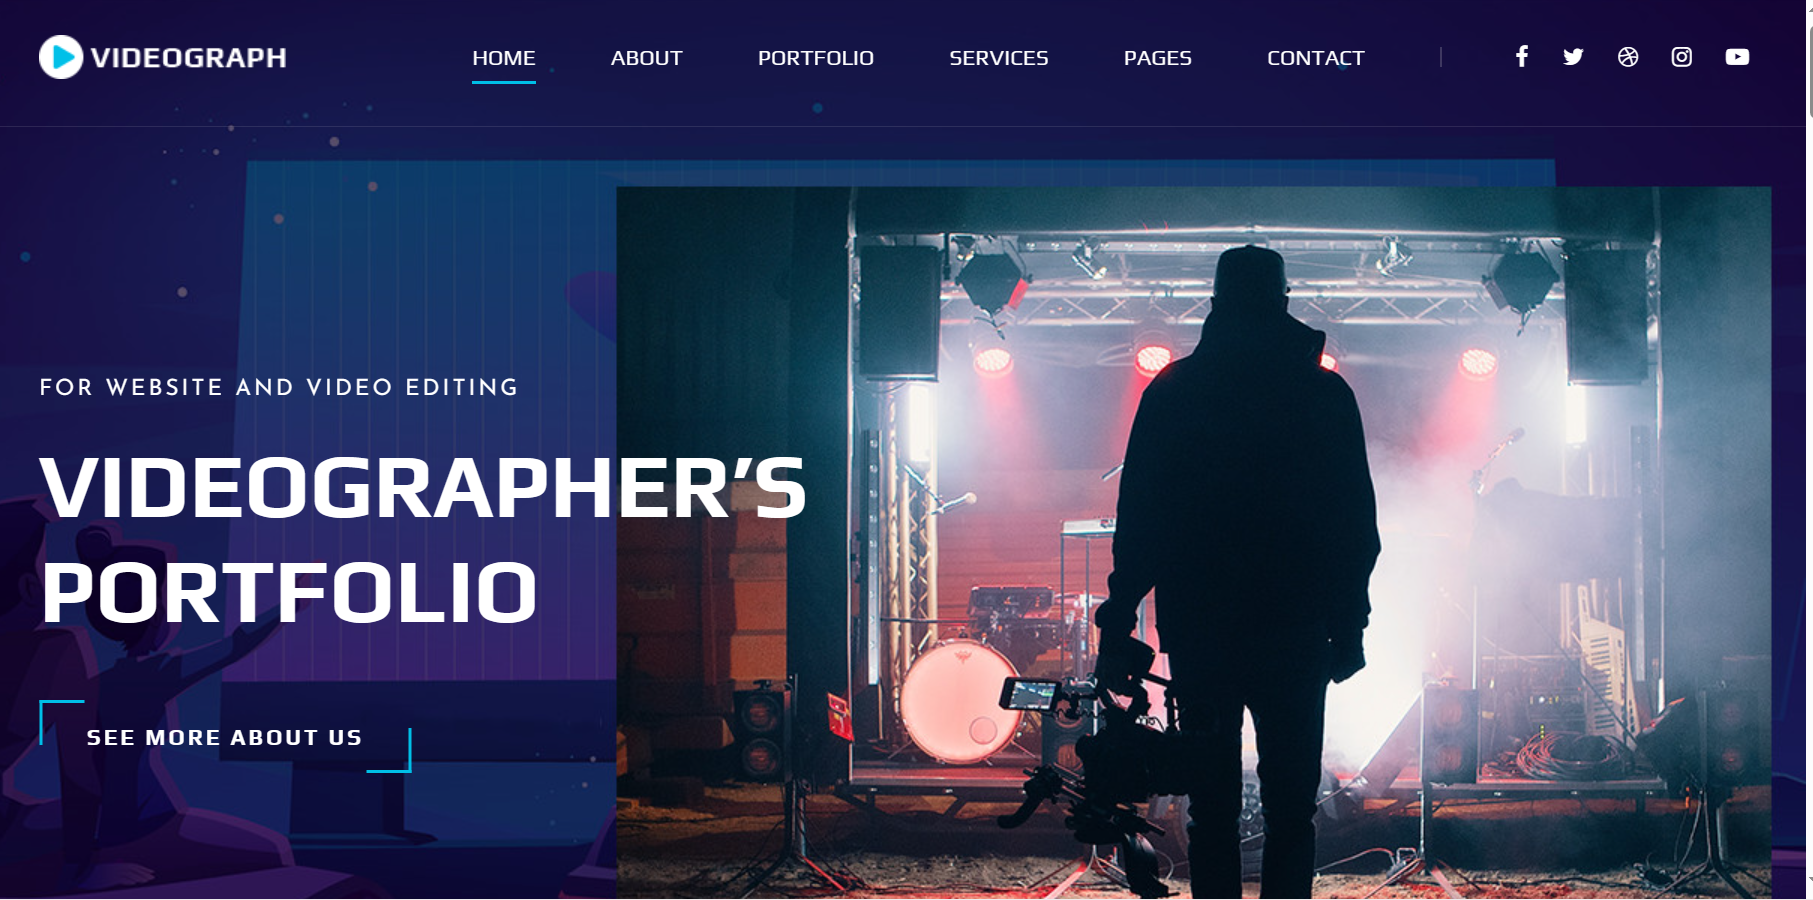 VIDEOGRAPH
HOME ABOUT PORTFOLIO SERVICES PAGES CONTACT
FOR WEBSITE AND VIDEO EDITING
VIDEOGRAPHER’S
PORTFOLIO
SEE MORE ABOUT US